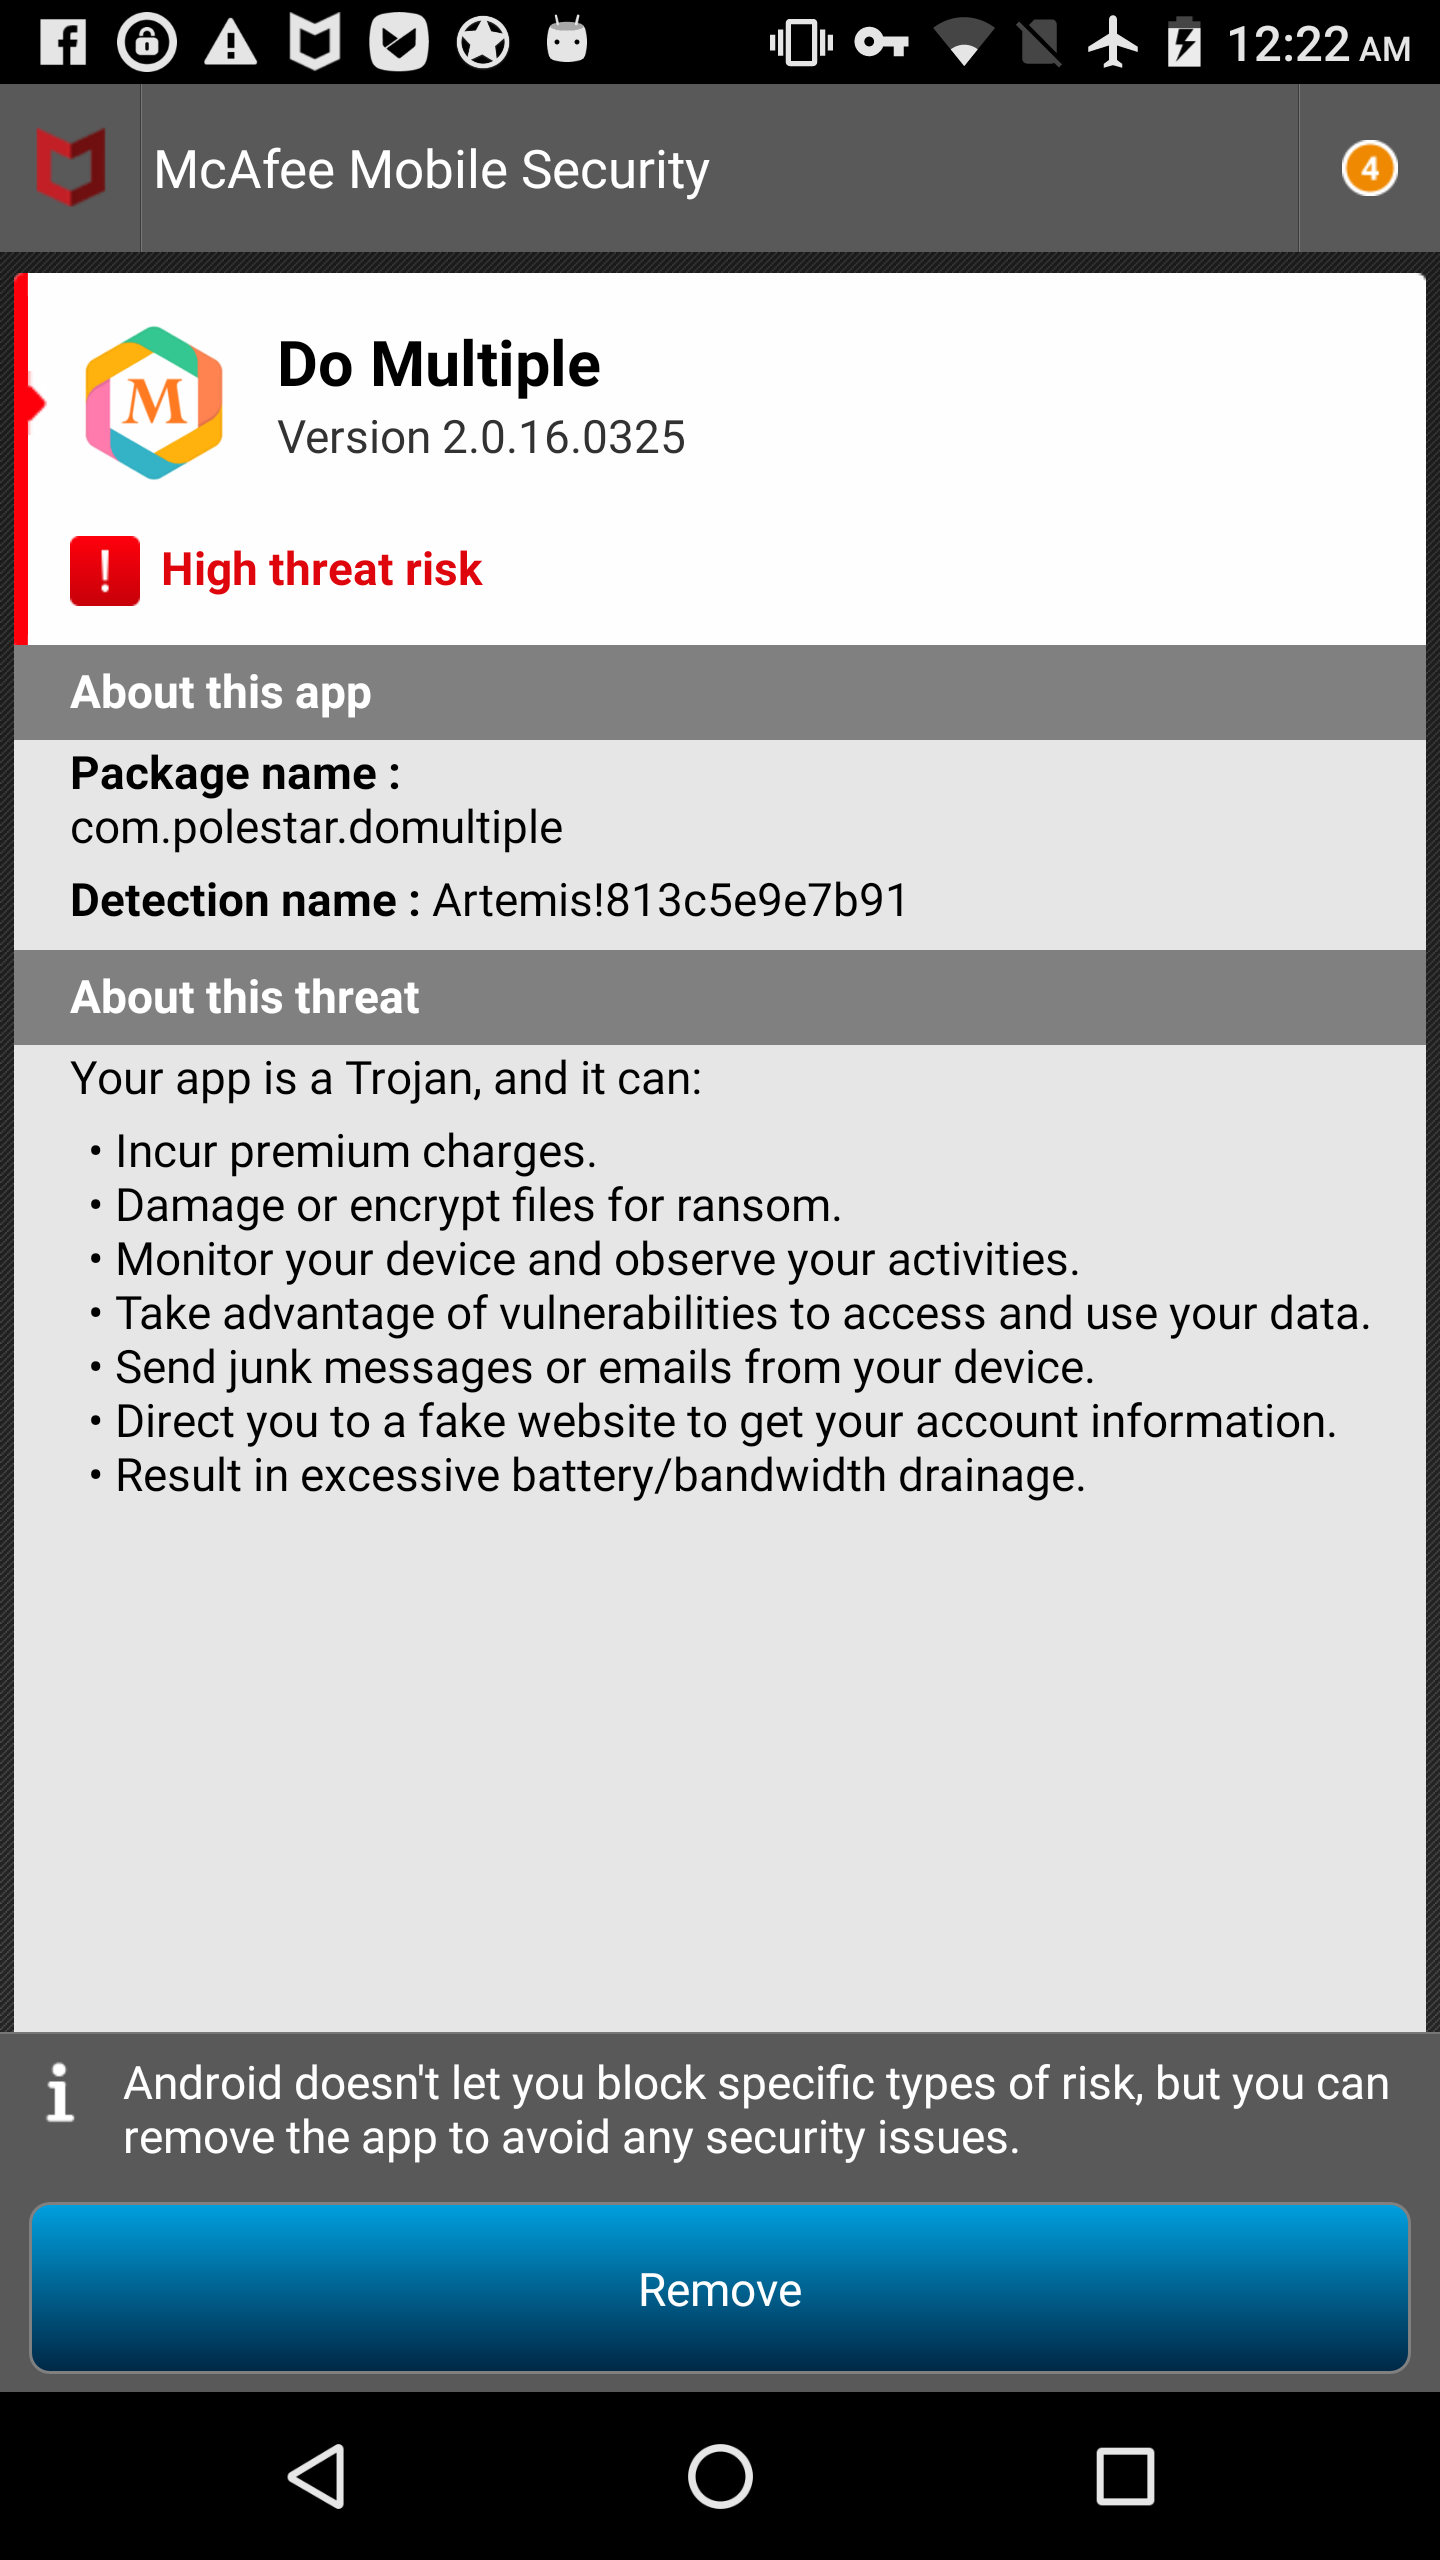 12:22 AM
McAfee Mobile Security
4
M
Do Multiple
Version 2.0.16.0325
! High threat risk
About this app
Package name :
com.polestar.domultiple
Detection name : Artemis!813c5e9e7b91
About this threat
Your app is a Trojan, and it can:
• Incur premium charges.
• Damage or encrypt files for ransom.
• Monitor your device and observe your activities.
• Take advantage of vulnerabilities to access and use your data.
• Send junk messages or emails from your device.
• Direct you to a fake website to get your account information.
• Result in excessive battery/bandwidth drainage.
Android doesn't let you block specific types of risk, but you can
remove the app to avoid any security issues.
Remove